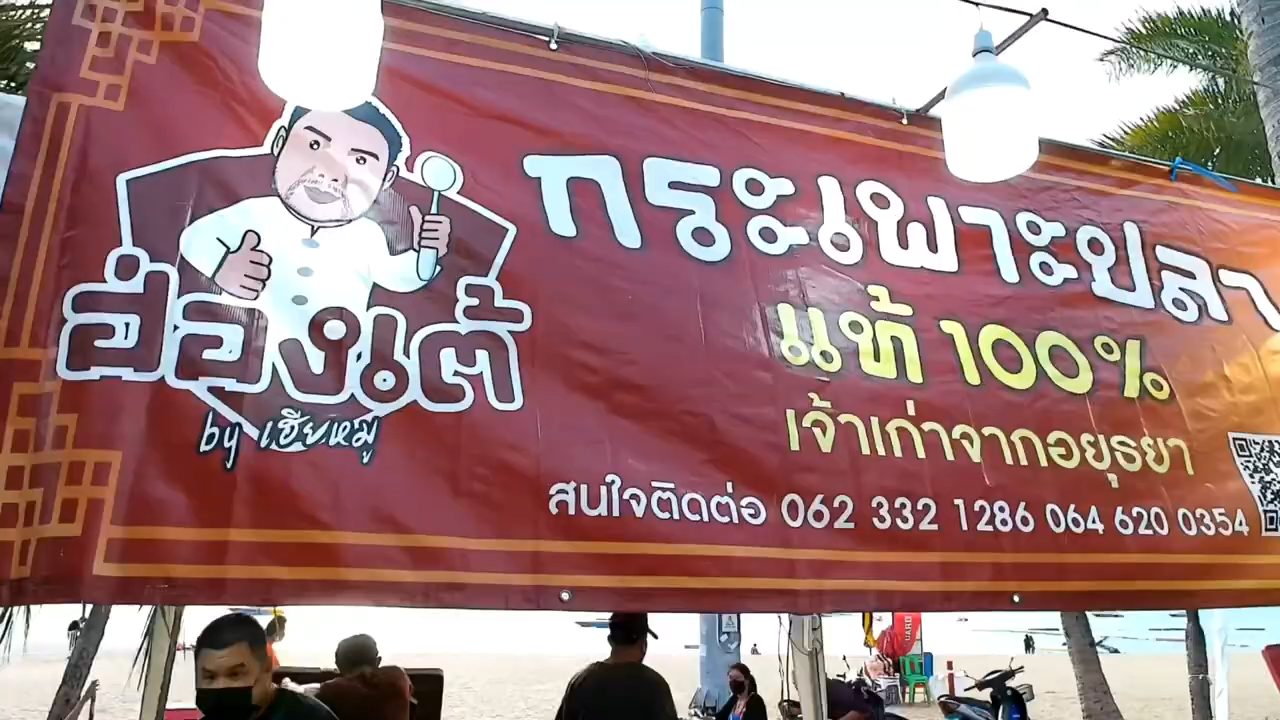 ฮ่องเต้
by เฮียหมู
กระเพาะปลา
แท้ 100%
เจ้าเก่าจากอยุธยา
สนใจติดต่อ 062 332 1286 064 620 0354